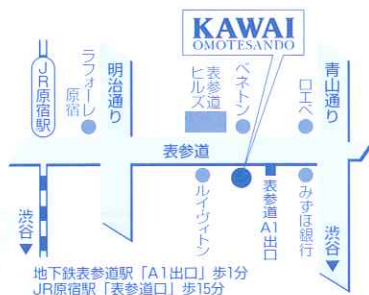 KAWAI
OMOTESANDO
JR原宿駅
ラフォーレ
原宿
明治通り
表参道
ヒルズ
ベネトン
ロエベ
青山通り
表参道
渋谷
ルイヴィトン
表参道A1出口
みずほ銀行
渋谷
地下鉄表参道駅「A1出口」歩1分
JR原宿駅「表参道口」歩15分